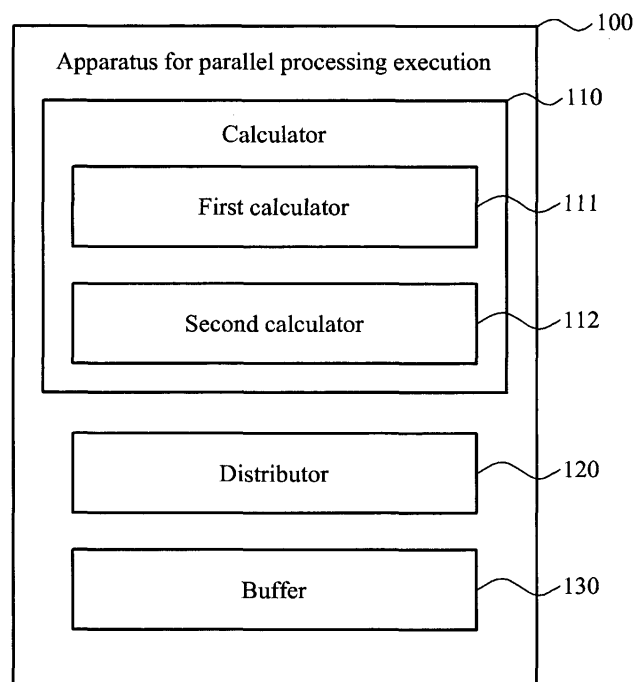 100
Apparatus for parallel processing execution
110
Calculator
First calculator
111
Second calculator
112
Distributor
120
Buffer
130